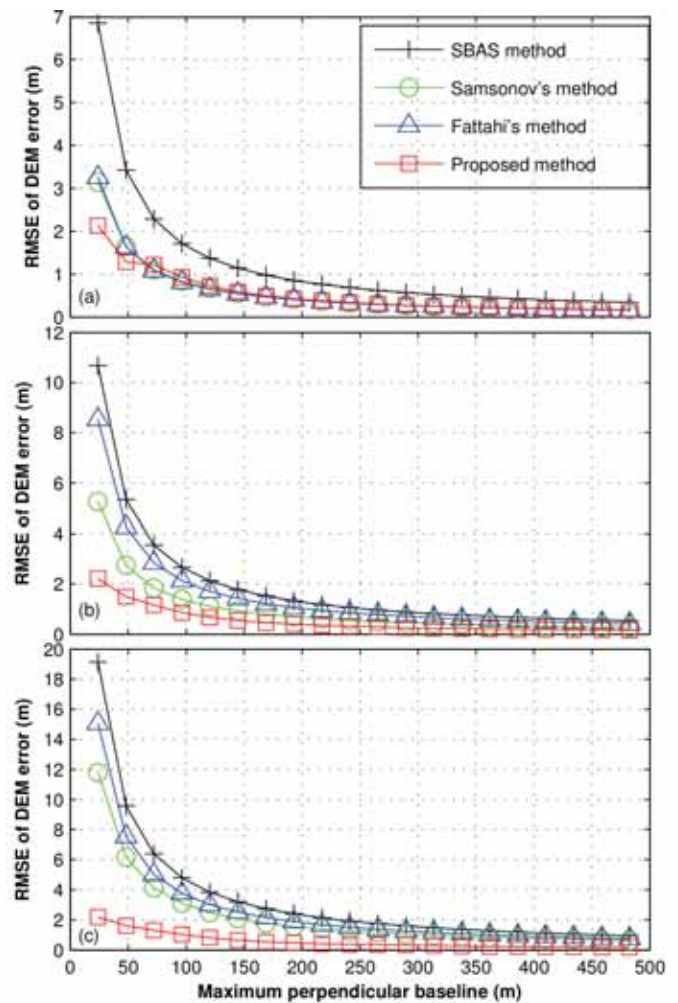 7
6
5
4
3
2
1
0
RMSE of DEM error (m)
SBAS method
Samsonov's method
Fattahi's method
Proposed method
(a)
12
10
8
6
4
2
0
RMSE of DEM error (m)
(b)
20
18
16
14
12
10
8
6
4
2
0
RMSE of DEM error (m)
(c)
0 50 100 150 200 250 300 350 400 450 500
Maximum perpendicular baseline (m)